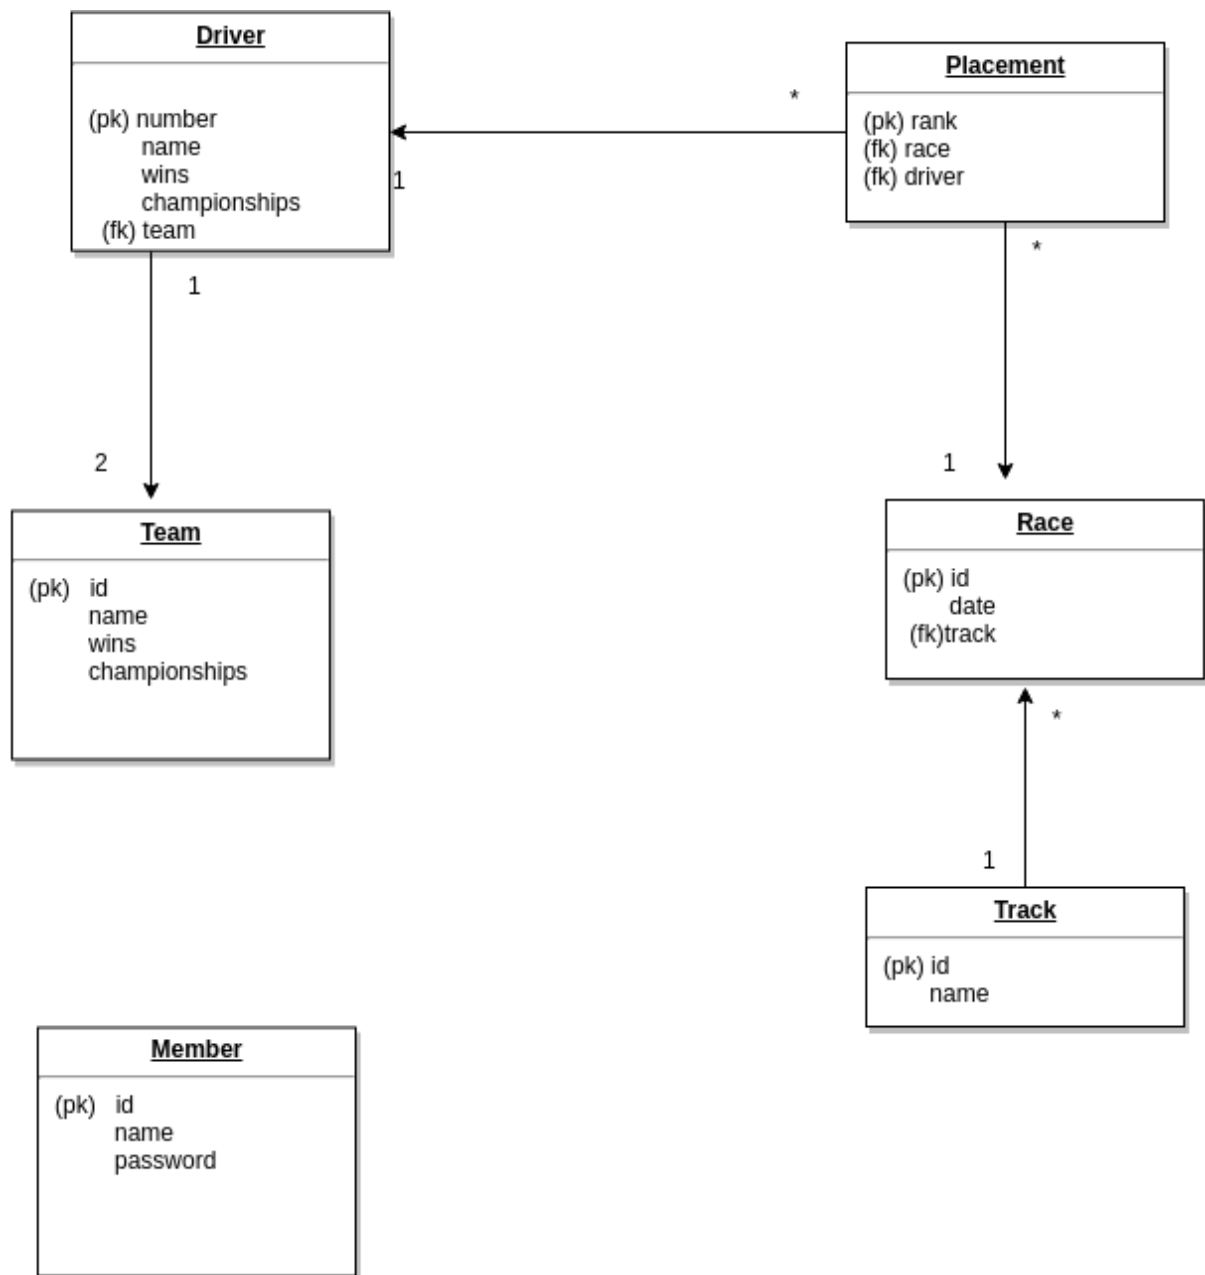 Driver
(pk) number
name
wins
championships
(fk) team
1
*
1
Placement
(pk) rank
(fk) race
(fk) driver
*
2
1
Team
(pk) id
name
wins
championships
Race
(pk) id
date
(fk)track
*
1
Track
(pk) id
name
Member
(pk) id
name
password